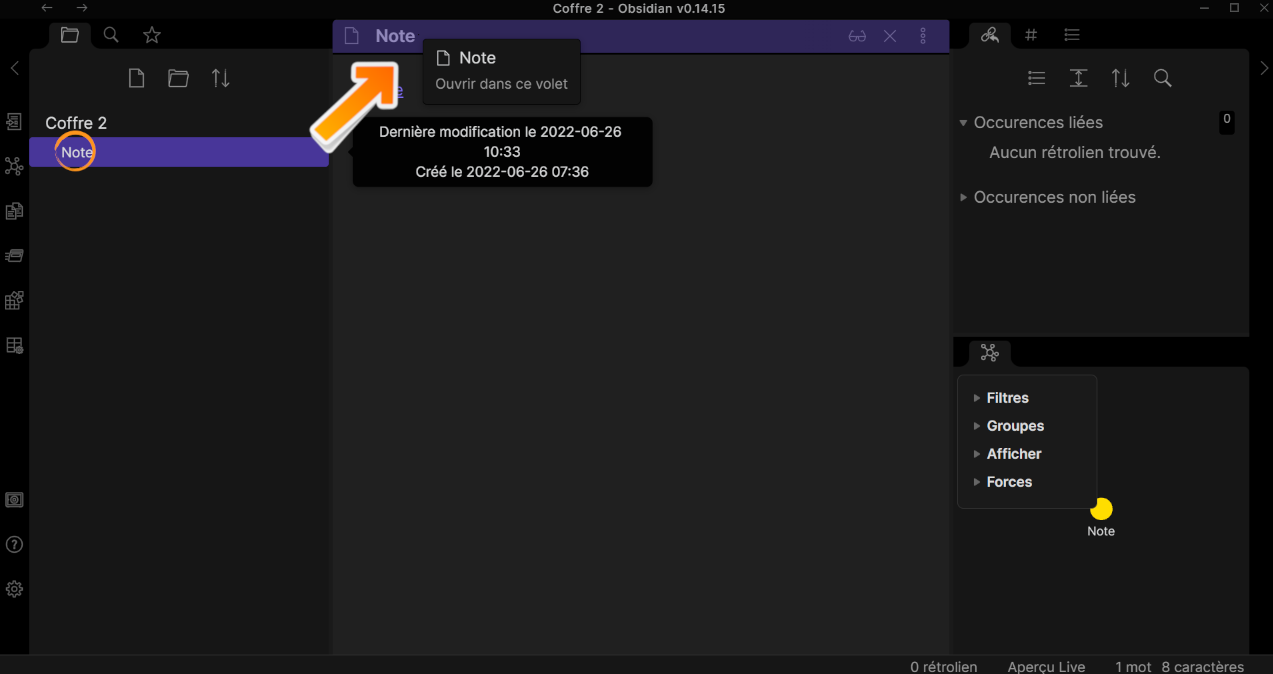 Coffre 2 - Obsidian v0.14.15
Note
Note
Ouvrir dans ce volet
Coffre 2
Note
Dernière modification le 2022-06-26
10:33
Créé le 2022-06-26 07:36
Occurences liées
0
Aucun rétrolien trouvé.
Occurences non liées
Filtres
Groupes
Afficher
Forces
Note
0 rétrolien
Aperçu Live
1 mot
8 caractères